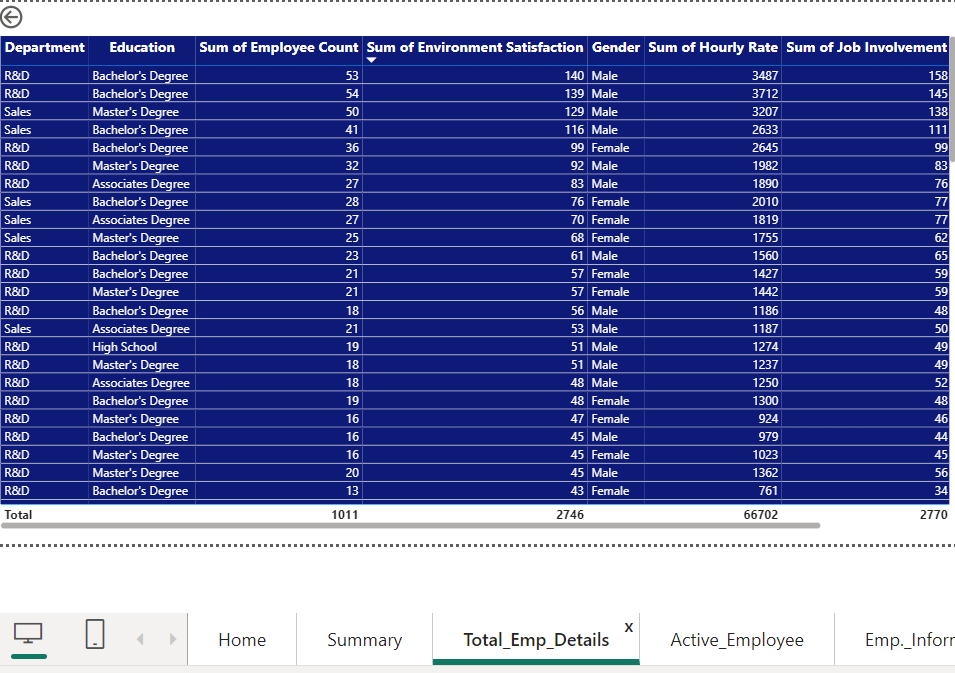 Department Education Sum of Employee Count Sum of Environment Satisfaction Gender Sum of Hourly Rate Sum of Job Involvement
R&D Bachelor's Degree 53 140 Male 3487 158
R&D Bachelor's Degree 54 139 Male 3712 145
Sales Master's Degree 50 129 Male 3207 138
Sales Bachelor's Degree 41 116 Male 2633 111
R&D Bachelor's Degree 36 99 Female 2645 99
R&D Master's Degree 32 92 Male 1982 83
R&D Associates Degree 27 83 Male 1890 76
Sales Bachelor's Degree 28 76 Female 2010 77
Sales Associates Degree 27 70 Female 1819 77
Sales Master's Degree 25 68 Female 1755 62
R&D Bachelor's Degree 23 61 Male 1560 65
R&D Bachelor's Degree 21 57 Female 1427 59
R&D Master's Degree 21 57 Female 1442 59
R&D Bachelor's Degree 18 56 Male 1186 48
Sales Associates Degree 21 53 Male 1187 50
R&D High School 19 51 Male 1274 49
R&D Master's Degree 18 51 Male 1237 49
R&D Associates Degree 18 48 Male 1250 52
R&D Bachelor's Degree 19 48 Female 1300 48
R&D Master's Degree 16 47 Female 924 46
R&D Bachelor's Degree 16 45 Male 979 44
R&D Master's Degree 16 45 Female 1023 45
R&D Master's Degree 20 45 Male 1362 56
R&D Bachelor's Degree 13 43 Female 761 34
Total 1011 2746 66702 2770
Home Summary Total_Emp_Details x Active_Employee Emp._Infor